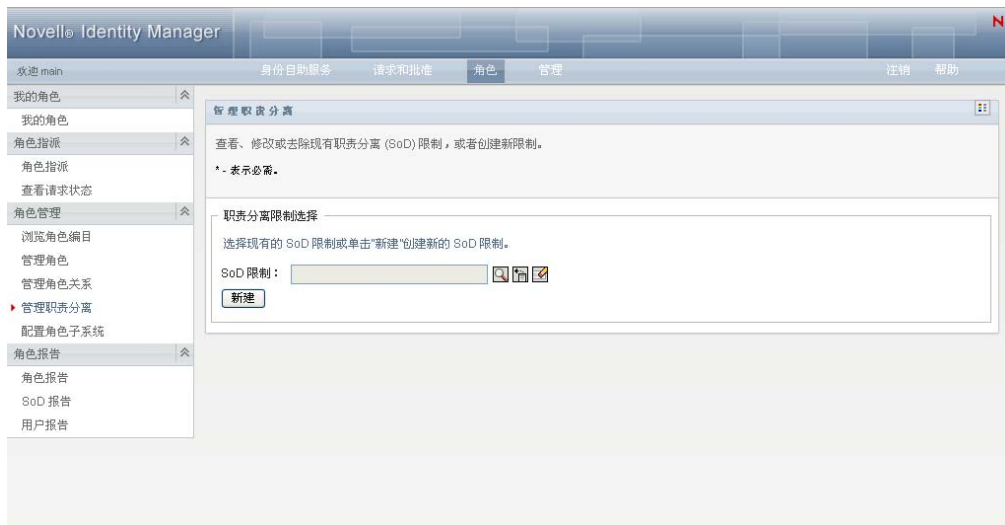 Novell® Identity Manager
N
欢迎 main
身份自助服务 请求和批准 角色 管理 注销 帮助
我的角色
我的角色
角色指派
角色指派
查看请求状态
角色管理
浏览角色编目
管理角色
管理角色关系
管理职责分离
配置角色子系统
角色报告
角色报告
SoD 报告
用户报告
管理职责分离
查看、修改或去除现有职责分离 (SoD) 限制，或者创建新限制。
* - 表示必需。
职责分离限制选择
选择现有的 SoD 限制或单击"新建"创建新的 SoD 限制。
SoD 限制：
新建